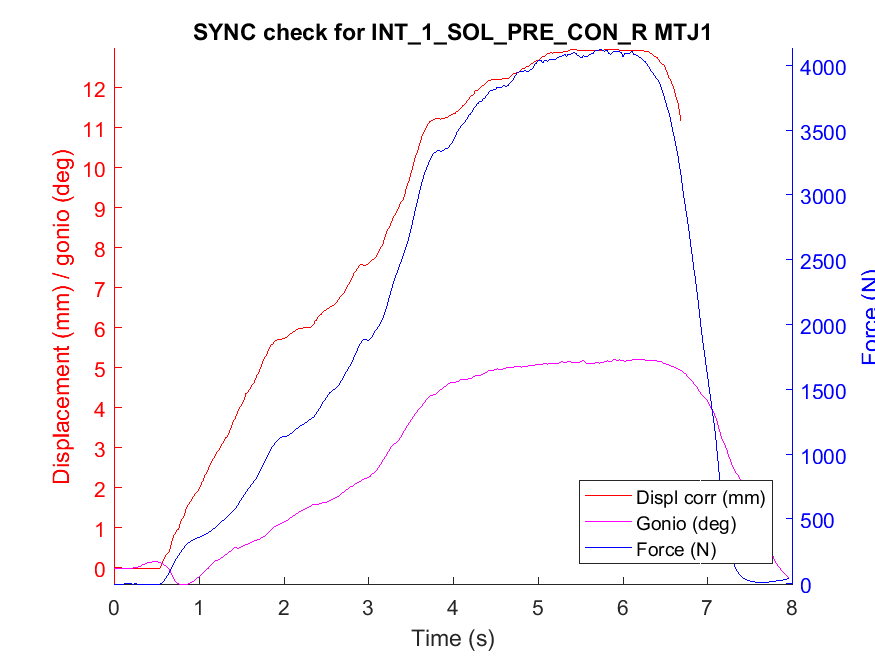 SYNC check for INT_1_SOL_PRE_CON_R MTJ1
Displacement (mm) / gonio (deg)
12
11
10
9
8
7
6
5
4
3
2
1
0
4000
3500
3000
2500
2000
1500
1000
500
0
Force (N)
Displ corr (mm)
Gonio (deg)
Force (N)
0 1 2 3 4 5 6 7 8
Time (s)